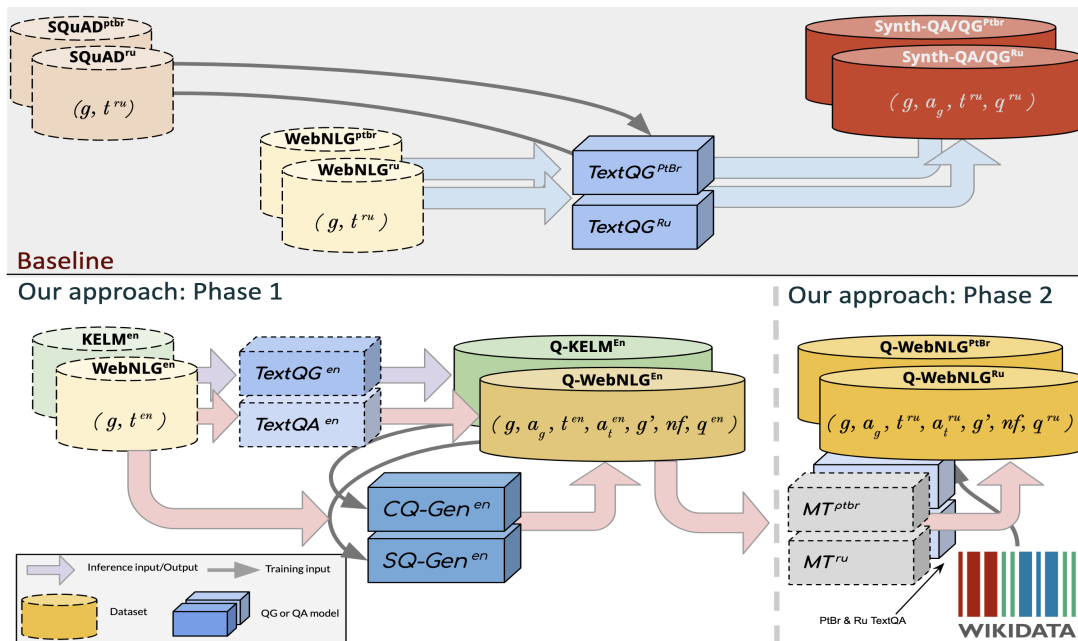 SQuAD^ptbr
SQuAD^ru
(g, t^ru)
WebNLG^ptbr
WebNLG^ru
( g, t^ru )
TextQG^PtBr
TextQG^Ru
Synth-QA/QG^Ptbr
Synth-QA/QG^Ru
( g, a_g, t^ru, q^ru )
Baseline
Our approach: Phase 1
KELM^en
WebNLG^en
( g, t^en )
TextQG^en
TextQA^en
Q-KELM^En
Q-WebNLG^En
( g, a_g, t^en, a_t^en, g', nf, q^en )
CQ-Gen^en
SQ-Gen^en
Inference input/Output
Training input
Dataset
QG or QA model
Our approach: Phase 2
Q-WebNLG^PtBr
Q-WebNLG^Ru
( g, a_g, t^ru, a_t^ru, g', nf, q^ru )
MT^ptbr
MT^ru
PtBr & Ru TextQA
WIKIDATA